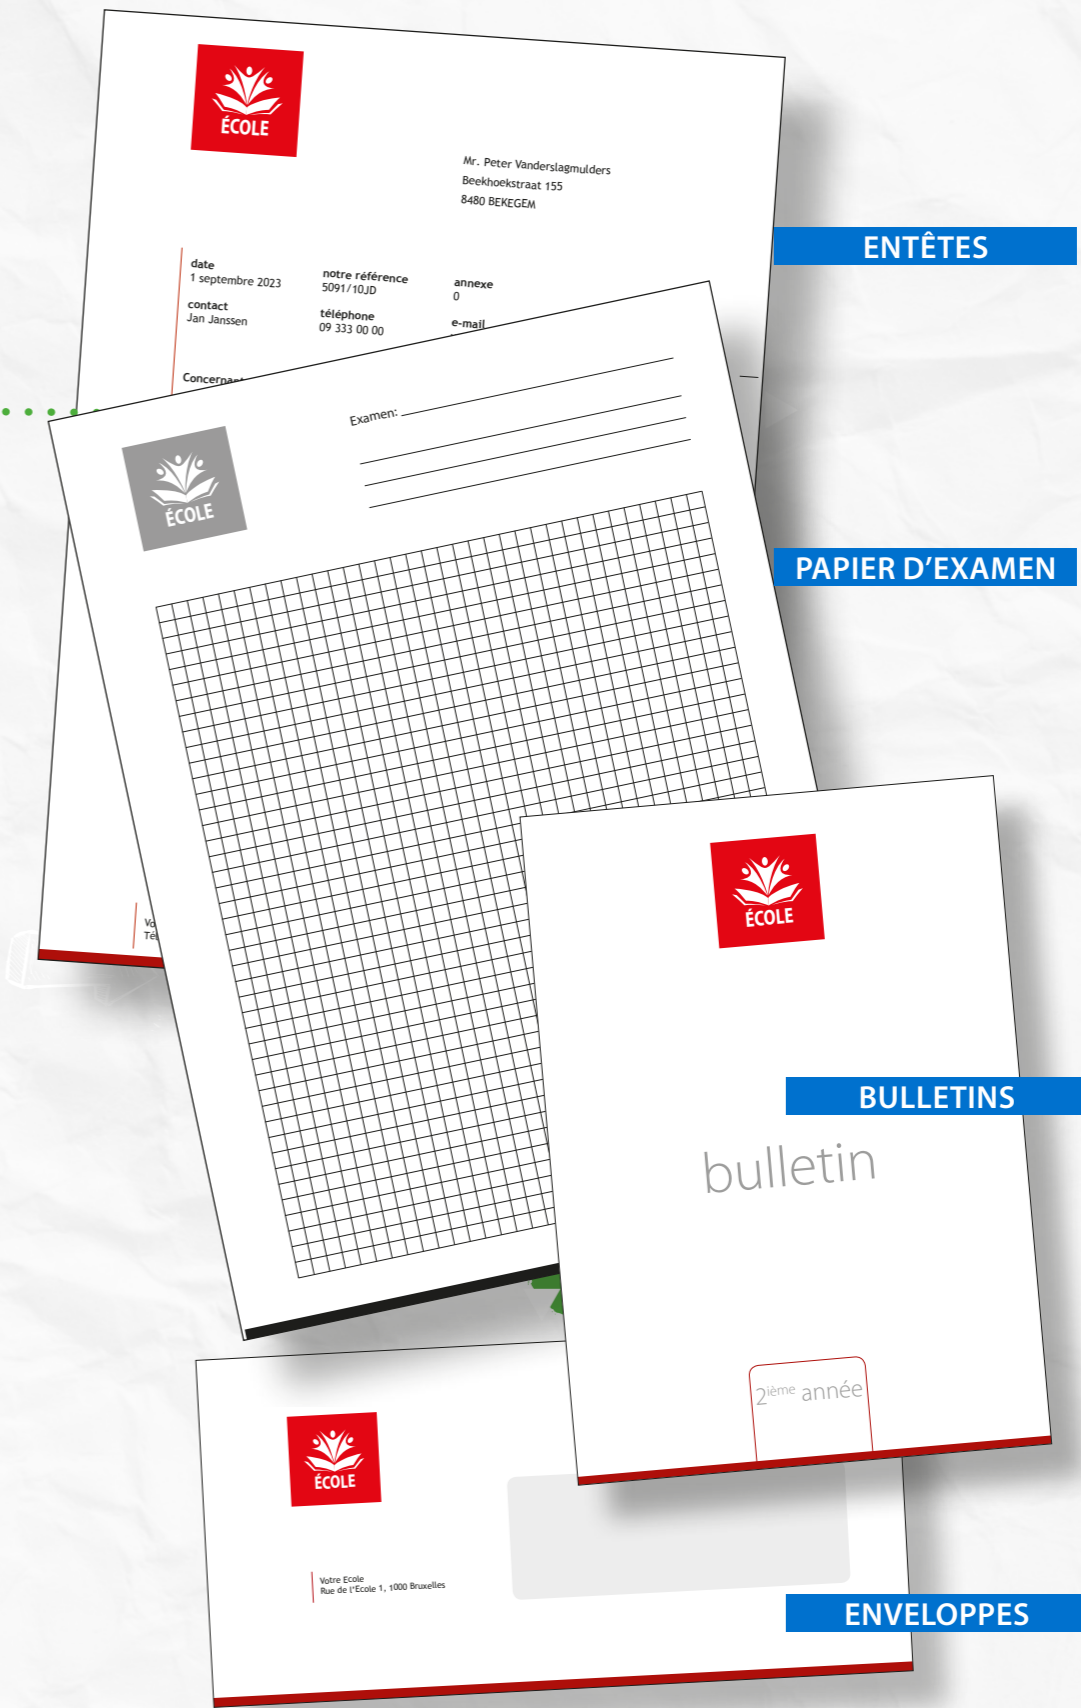 ÉCOLE
Mr. Peter Vanderslagmulders
Beekhoekstraat 155
8480 BEKEGEM
ENTÊTES
date
1 septembre 2023
notre référence
5091/10JD
annexe
0
contact
Jan Janssen
téléphone
09 333 00 00
e-mail
Examen:
ÉCOLE
PAPIER D'EXAMEN
ÉCOLE
BULLETINS
bulletin
2ième année
ÉCOLE
Votre Ecole
Rue de l'Ecole 1, 1000 Bruxelles
ENVELOPPES